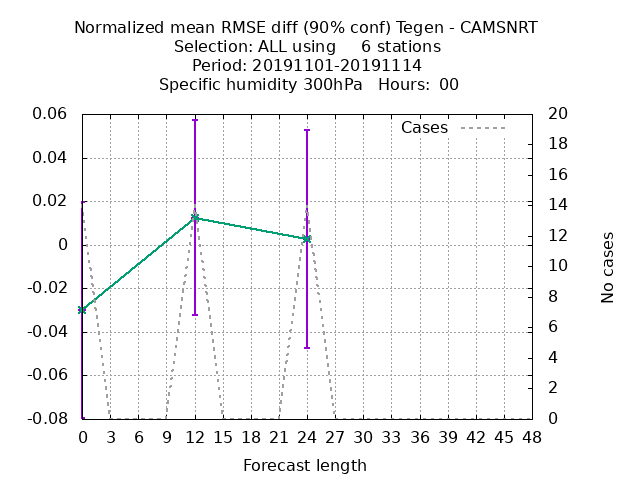 Normalized mean RMSE diff (90% conf) Tegen - CAMSNRT
Selection: ALL using 6 stations
Period: 20191101-20191114
Specific humidity 300hPa Hours: 00
Cases
0.06
0.04
0.02
0
-0.02
-0.04
-0.06
-0.08
20
18
16
14
12
10
8
6
4
2
0
No cases
0 3 6 9 12 15 18 21 24 27 30 33 36 39 42 45 48
Forecast length